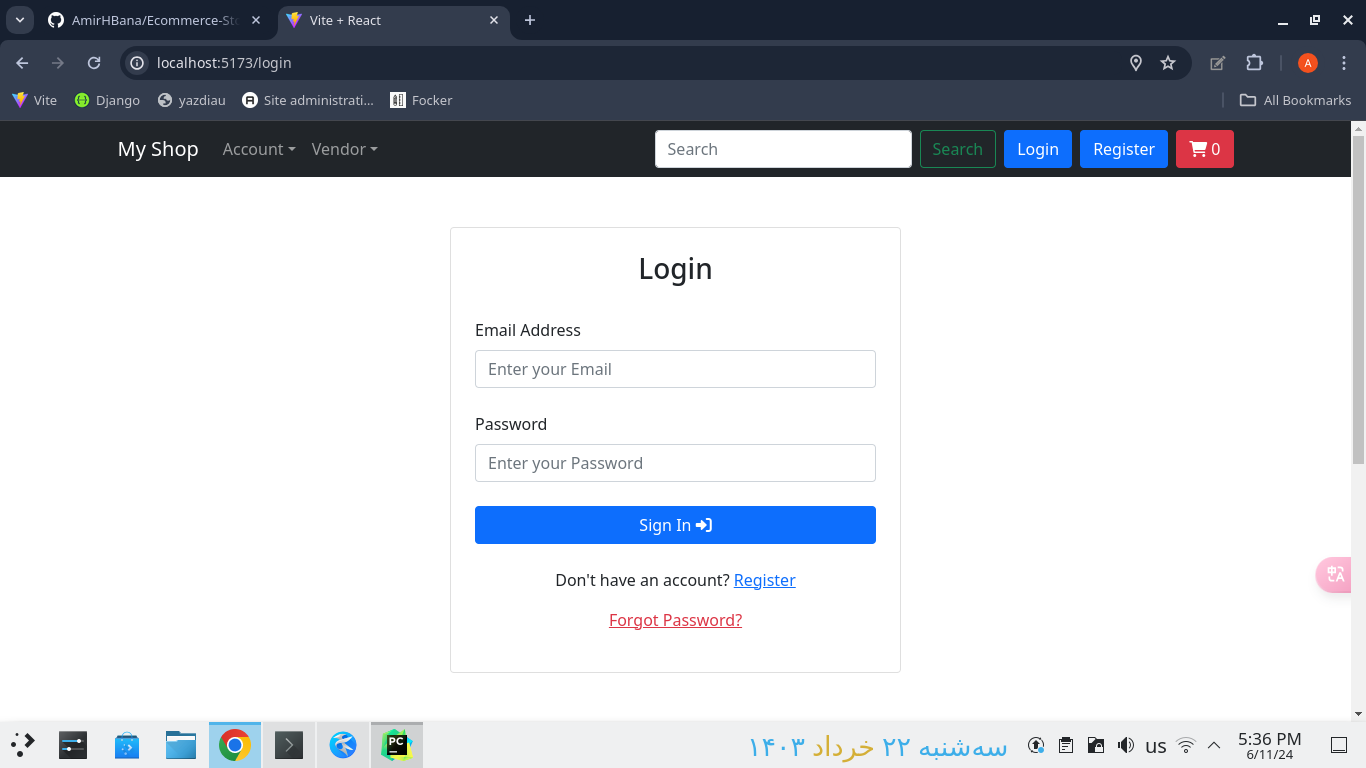 AmirHBana/Ecommerce-Sto
Vite + React
localhost:5173/login
A
Vite
Django
yazdiau
Site administrati...
Focker
All Bookmarks
My Shop
Account
Vendor
Search
Search
Login
Register
0
Login
Email Address
Enter your Email
Password
Enter your Password
Sign In
Don't have an account? Register
Forgot Password?
PC
سه‌شنبه ۲۲ خرداد ۱۴۰۳
us
5:36 PM
6/11/24